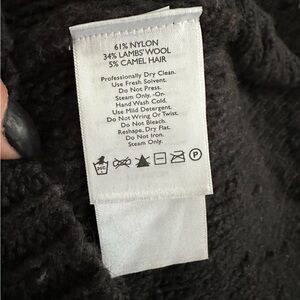 61% NYLON
34% LAMBS' WOOL
5% CAMEL HAIR
Professionally Dry Clean.
Use Fresh Solvent.
Do Not Press.
Steam Only. -Or-
Hand Wash Cold.
Use Mild Detergent.
Do Not Wring Or Twist.
Do Not Bleach.
Reshape, Dry Flat.
Do Not Iron.
Steam Only.
P